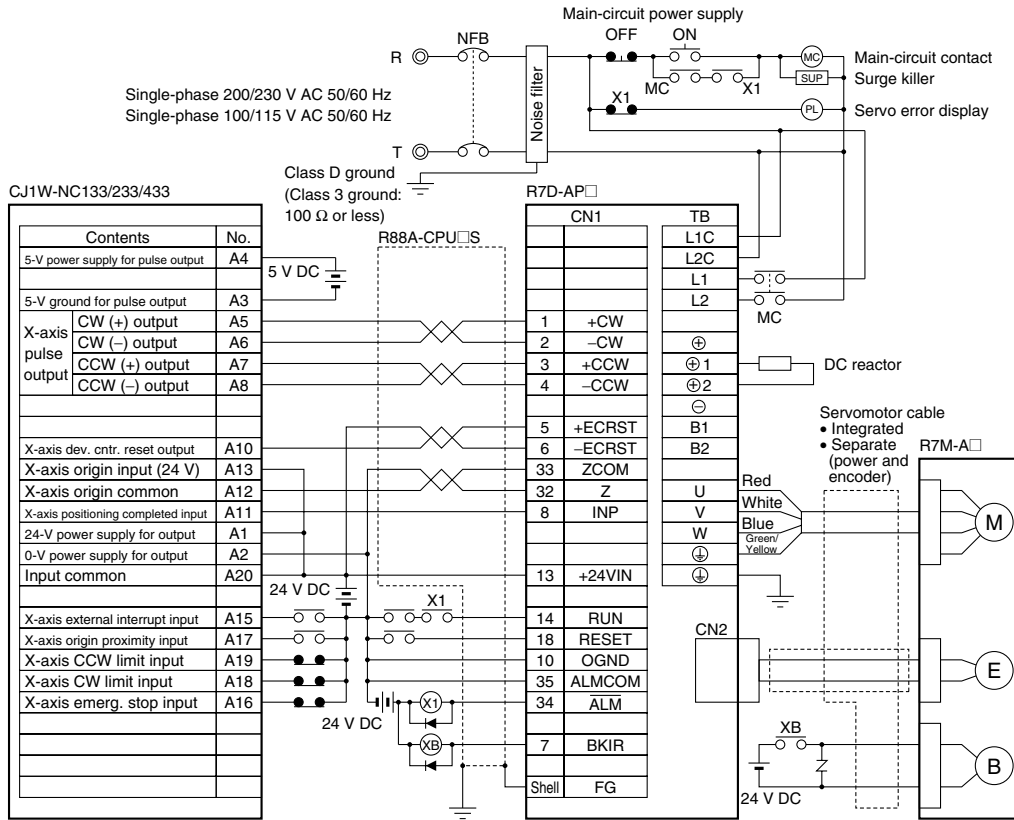 Main-circuit power supply
OFF ON
R NFB
MC Main-circuit contact
MC X1 SUP Surge killer
Single-phase 200/230 V AC 50/60 Hz
Single-phase 100/115 V AC 50/60 Hz
Noise filter
X1 PL Servo error display
T
Class D ground
(Class 3 ground:
100 Ω or less)
CJ1W-NC133/233/433
R7D-AP□
R88A-CPU□S
Contents No.
CN1 TB
L1C
5-V power supply for pulse output A4
5 V DC
L2C
L1
5-V ground for pulse output A3
L2
MC
X-axis pulse output
CW (+) output A5
1 +CW
CW (−) output A6
2 −CW ⊕
CCW (+) output A7
3 +CCW ⊕1
DC reactor
CCW (−) output A8
4 −CCW ⊕2
⊖
5 +ECRST B1
X-axis dev. cntr. reset output A10
6 −ECRST B2
X-axis origin input (24 V) A13
33 ZCOM
X-axis origin common A12
32 Z U
X-axis positioning completed input A11
8 INP V
24-V power supply for output A1
W
0-V power supply for output A2
Input common A20
13 +24VIN
24 V DC
Red
White
Blue
Green/
Yellow
Servomotor cable
• Integrated
• Separate
(power and
encoder)
R7M-A□
M
X-axis external interrupt input A15
X1
14 RUN
X-axis origin proximity input A17
18 RESET
CN2
X-axis CCW limit input A19
10 OGND
X-axis CW limit input A18
35 ALMCOM
E
X-axis emerg. stop input A16
X1
34 ALM
24 V DC
XB
7 BKIR
XB
B
Shell FG
24 V DC